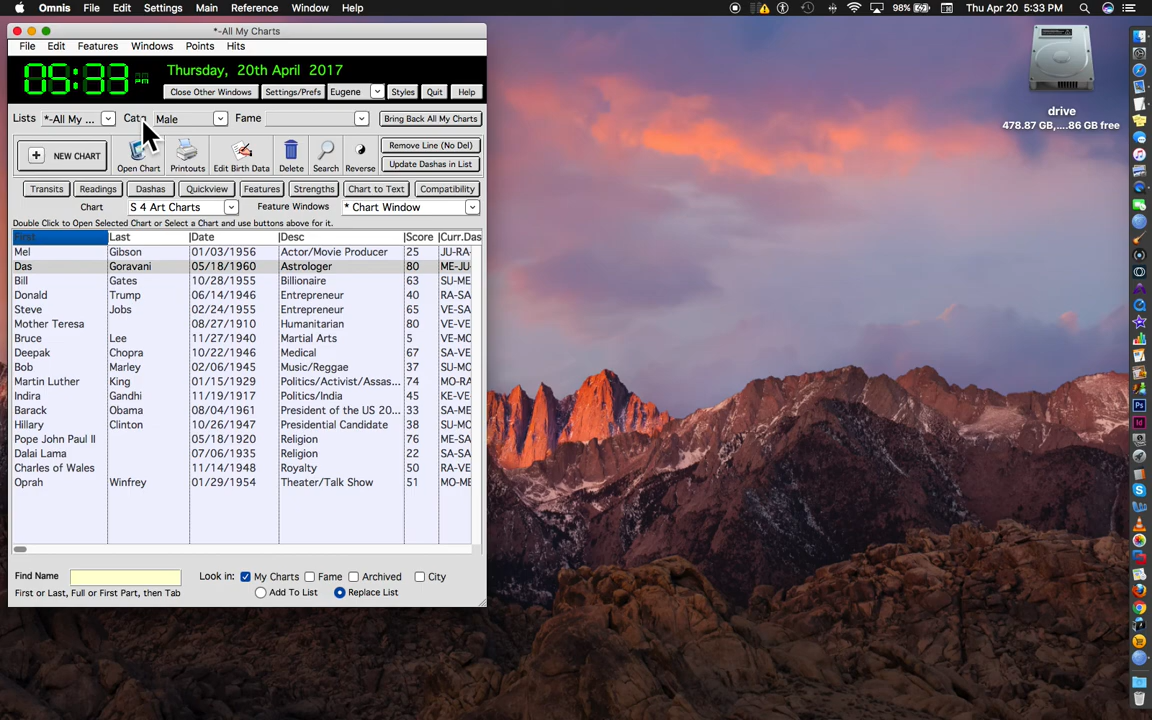 Omnis File Edit Settings Main Reference Window Help 98% Thu Apr 20 5:33 PM
*-All My Charts
File Edit Features Windows Points Hits
05:33 PM Thursday, 20th April 2017
Close Other Windows Settings/Prefs Eugene Styles Quit Help
Lists *-All My ... Male Fame Bring Back All My Charts
NEW CHART Open Chart Printouts Edit Birth Data Delete Search Reverse Remove Line (No Del)
Update Dashas in List
Transits Readings Dashas Quickview Features Strengths Chart to Text Compatibility
Chart S 4 Art Charts Feature Windows * Chart Window
Double Click to Open Selected Chart or Select a Chart and use buttons above for it.
First Last Date Desc Score Curr.Das
Mel Gibson 01/03/1956 Actor/Movie Producer 25 JU-RA-
Das Goravani 05/18/1960 Astrologer 80 ME-JU-
Bill Gates 10/28/1955 Billionaire 63 SU-ME
Donald Trump 06/14/1946 Entrepreneur 40 RA-SA
Steve Jobs 02/24/1955 Entrepreneur 65 VE-SA
Mother Teresa 08/27/1910 Humanitarian 80 VE-VE
Bruce Lee 11/27/1940 Martial Arts 5 VE-MO
Deepak Chopra 10/22/1946 Medical 67 SA-VE
Bob Marley 02/06/1945 Music/Reggae 37 SU-MO
Martin Luther King 01/15/1929 Politics/Activist/Assas... 74 MO-RA
Indira Gandhi 11/19/1917 Politics/India 45 KE-VE
Barack Obama 08/04/1961 President of the US 20... 33 SA-ME
Hillary Clinton 10/26/1947 Presidential Candidate 38 SU-MO
Pope John Paul II 05/18/1920 Religion 76 ME-SA
Dalai Lama 07/06/1935 Religion 22 SA-SA
Charles of Wales 11/14/1948 Royalty 50 RA-VE
Oprah Winfrey 01/29/1954 Theater/Talk Show 51 MO-ME
Find Name Look in: My Charts Fame Archived City
First or Last, Full or First Part, then Tab Add To List Replace List
drive
478.87 GB,....86 GB free
Ps
Id